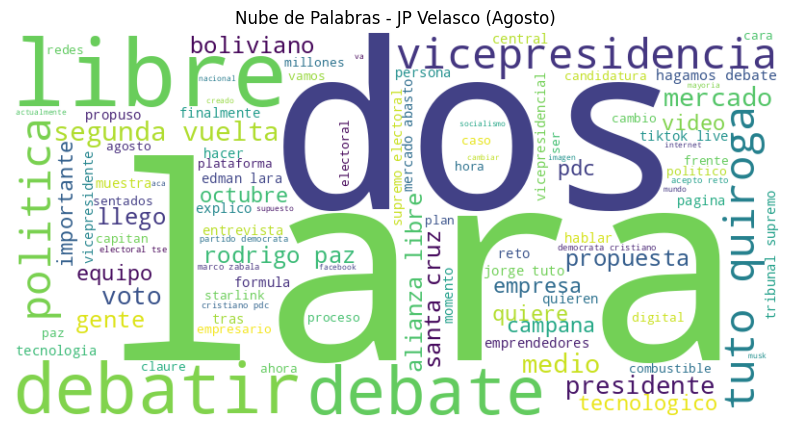 Nube de Palabras - JP Velasco (Agosto)
redes
libre
boliviano
nacional
va
millones
vamos
creado
finalmente
vicepresidencia
central
cara
persona
candidatura
hagamos debate
mayoria
mercado
cambio
video
tiktok live
actualmente
propuso
segunda
vuelta
agosto
politica
importante
vicepresidente
hacer
plataforma
edman lara
octubre
explico
supuesto
muestra
aca
sentados
llego
capitan
electoral tse
equipo
voto
gente
paz
tecnologia
dos
electoral
supremo electoral
mercado abasto
socialismo
caso
cambiar
hora
vicepresidencial
ser
pdc
imagen
internet
frente
politico
acepto reto
mundo
pagina
tuto quiroga
tribunal supremo
lara
entrevista
partido democrata
rodrigo paz
marco zabala
facebook
formula
starlink
cristiano pdc
tras
empresario
proceso
claure
ahora
alianza libre
santa cruz
momento
plan
hablar
democrata cristiano
reto
propuesta
jorge tuto
empresa
quieren
quiere
campana
digital
emprendedores
medio
combustible
musk
presidente
tecnologico
debatir
debate